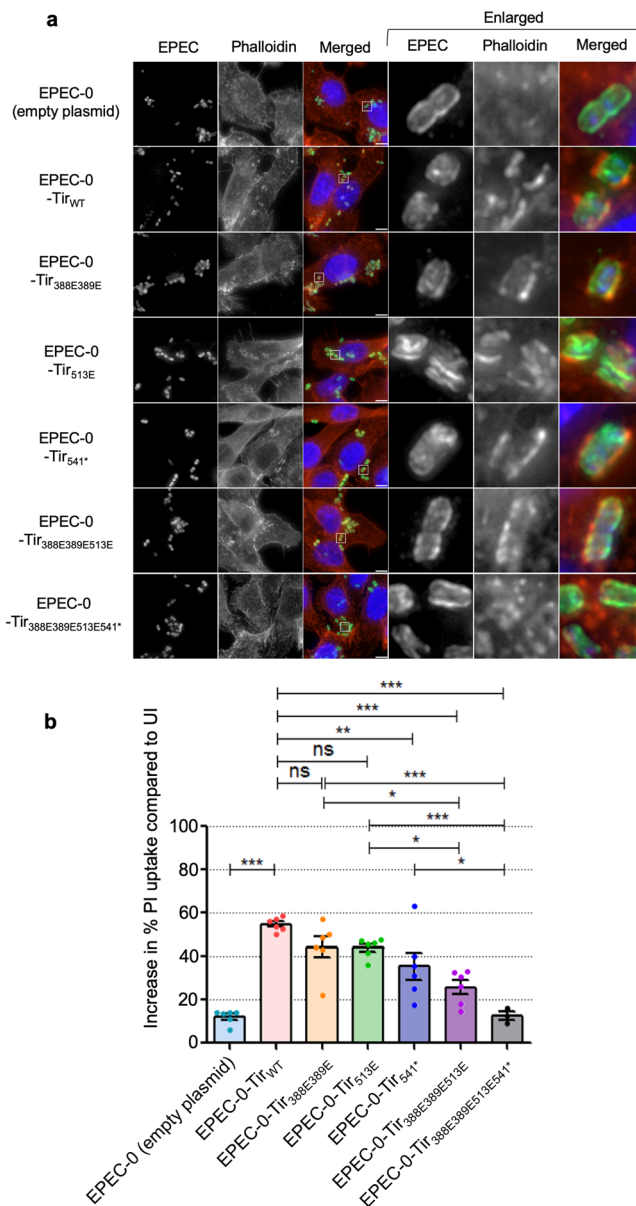 a
Enlarged
EPEC Phalloidin Merged EPEC Phalloidin Merged
EPEC-0
(empty plasmid)
EPEC-0
-TirWT
EPEC-0
-Tir388E389E
EPEC-0
-Tir513E
EPEC-0
-Tir541*
EPEC-0
-Tir388E389E513E
EPEC-0
-Tir388E389E513E541*
b
***
***
**
ns
ns ***
*
***
*
*** *
Increase in % PI uptake compared to UI
100
80
60
40
20
0
EPEC-0 (empty plasmid)
EPEC-0-TirWT
EPEC-0-Tir388E389E
EPEC-0-Tir513E
EPEC-0-Tir541*
EPEC-0-Tir388E389E513E
EPEC-0-Tir388E389E513E541*